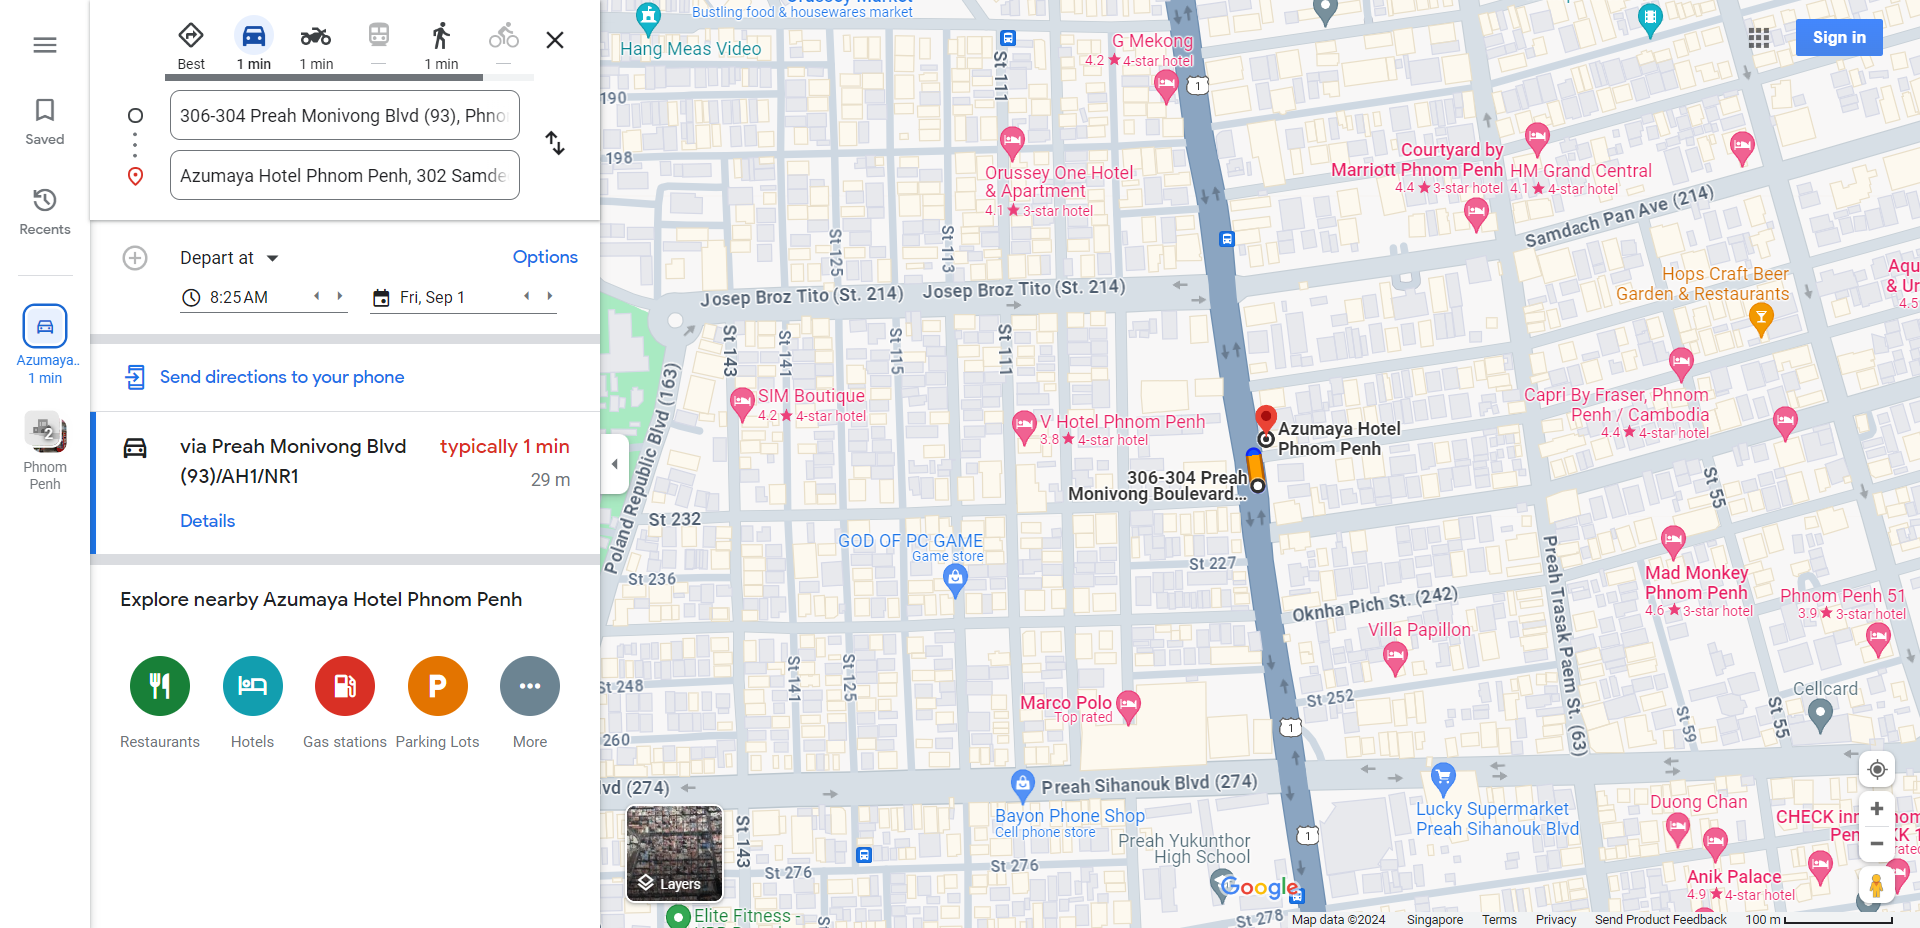 Saved
Recents
Azumaya..
1 min
2
Phnom
Penh
Best
1 min
1 min
—
1 min
—
306-304 Preah Monivong Blvd (93), Phno
Azumaya Hotel Phnom Penh, 302 Samde
Depart at
Options
8:25 AM
Fri, Sep 1
Send directions to your phone
via Preah Monivong Blvd
(93)/AH1/NR1
typically 1 min
29 m
Details
Explore nearby Azumaya Hotel Phnom Penh
Restaurants
Hotels
Gas stations
P
Parking Lots
More
Bustling food & housewares market
Hang Meas Video
G Mekong
4.2 ★ 4-star hotel
1
Sign in
St 111
190
198
Orussey One Hotel
& Apartment
4.1 ★ 3-star hotel
Courtyard by
Marriott Phnom Penh
4.4 ★ 3-star hotel
HM Grand Central
4.1 ★ 4-star hotel
Samdach Pan Ave (214)
St 125
St 113
Hops Craft Beer
Garden & Restaurants
Aqu
& Ur
4.5
Josep Broz Tito (St. 214)
Josep Broz Tito (St. 214)
St 143
St 141
St 115
St 111
Poland Republic Blvd (163)
SIM Boutique
4.2 ★ 4-star hotel
V Hotel Phnom Penh
3.8 ★ 4-star hotel
Azumaya Hotel
Phnom Penh
306-304 Preah
Monivong Boulevard...
Capri By Fraser, Phnom
Penh / Cambodia
4.4 ★ 4-star hotel
St 55
St 232
GOD OF PC GAME
Game store
St 227
St 236
Oknha Pich St. (242)
Villa Papillon
Preah Trasak Paem St. (63)
Mad Monkey
Phnom Penh
4.6 ★ 3-star hotel
Phnom Penh 51
3.9 ★ 3-star hotel
St 141
St 125
St 248
St 252
Marco Polo
Top rated
1
Cellcard
St 59
St 55
260
vd (274)
Preah Sihanouk Blvd (274)
Bayon Phone Shop
Cell phone store
Lucky Supermarket
Preah Sihanouk Blvd
Duong Chan
CHECK inn
Pen
1
St 143
Preah Yukunthor
High School
St 276
St 276
Layers
Anik Palace
4.9 ★ 4-star hotel
Elite Fitness -
St 278
Google
Map data ©2024
Singapore
Terms
Privacy
Send Product Feedback
100 m